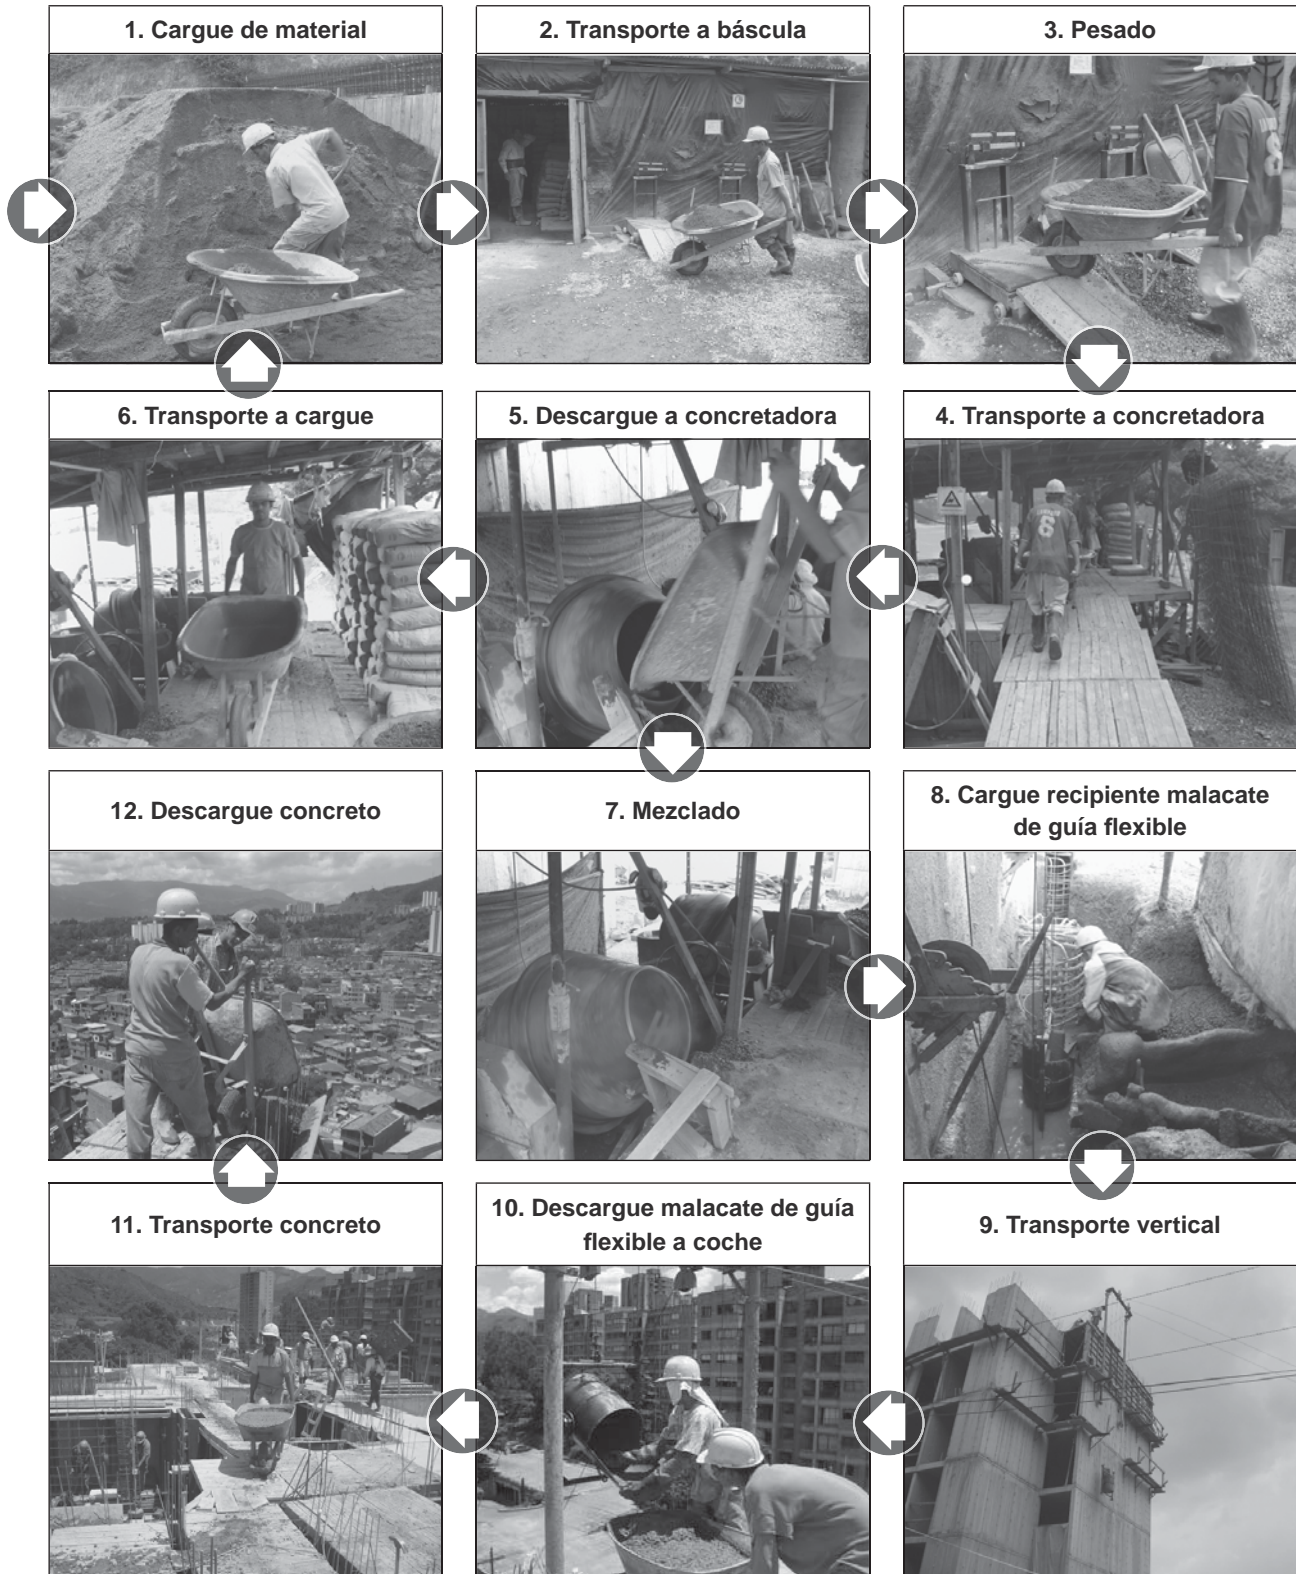 1. Cargue de material
2. Transporte a báscula
3. Pesado
6. Transporte a cargue
5. Descargue a concretadora
4. Transporte a concretadora
6
12. Descargue concreto
7. Mezclado
8. Cargue recipiente malacate
de guía flexible
11. Transporte concreto
10. Descargue malacate de guía
flexible a coche
9. Transporte vertical